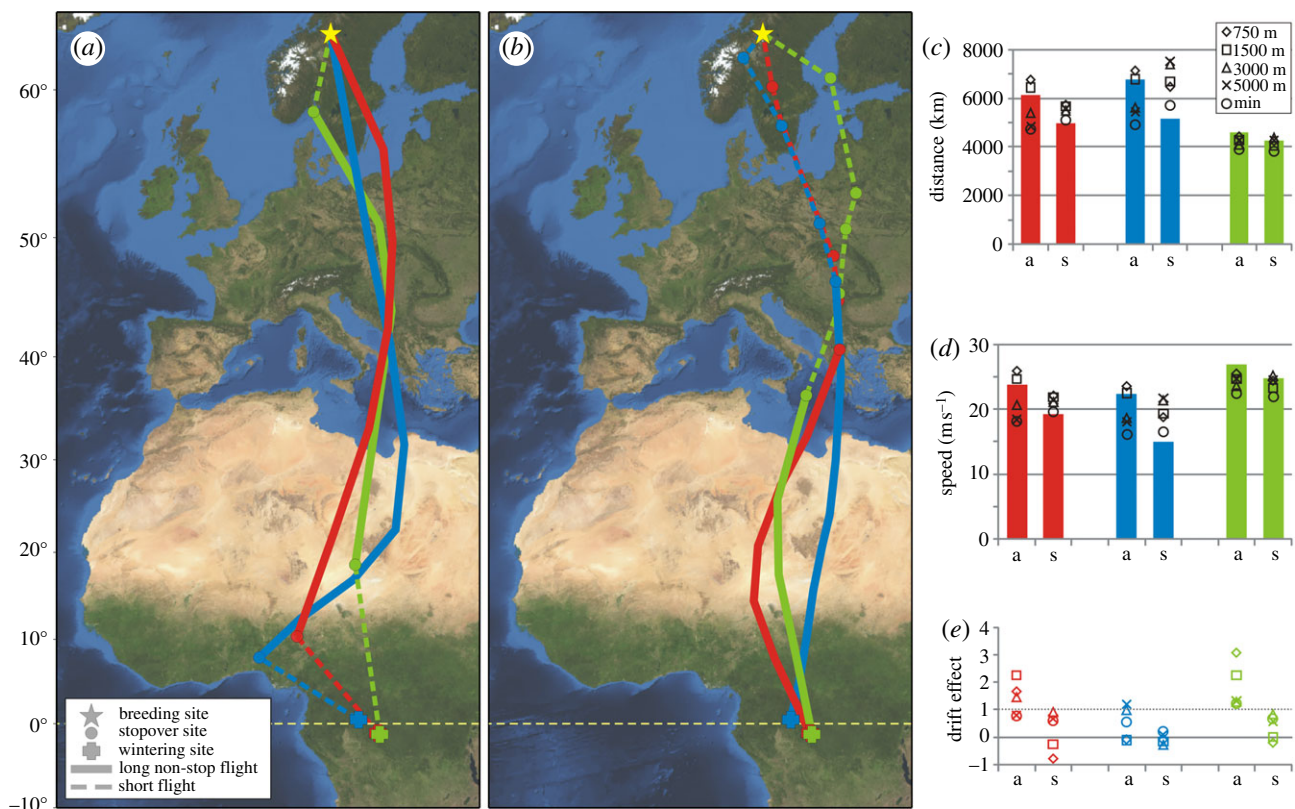 (a)
60°
50°
40°
30°
20°
10°
0°
–10°
breeding site
stopover site
wintering site
long non-stop flight
short flight
(b)
(c)
8000
6000
4000
2000
0
distance (km)
a s a s a s
750 m
1500 m
3000 m
5000 m
min
(d)
30
20
10
0
speed (m s⁻¹)
a s a s a s
(e)
4
3
2
1
0
–1
drift effect
a s a s a s